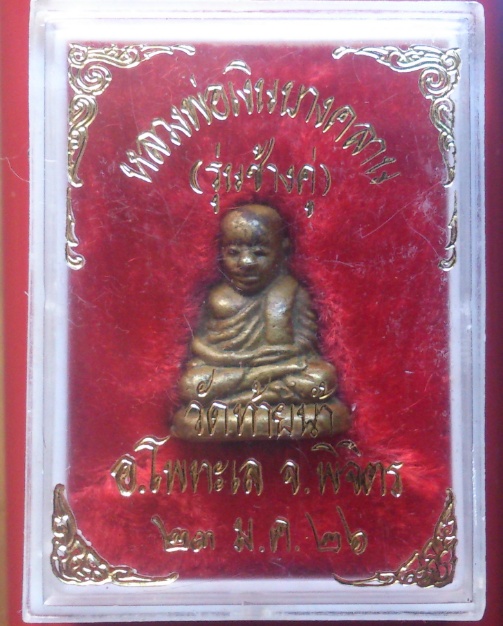 หลวงพ่อเงินบางคลาน
(รุ่นช้างคู่)
วัดท้ายน้ำ
อ.โพทะเล จ.พิจิตร
๒๓ ม.ค. ๒๖